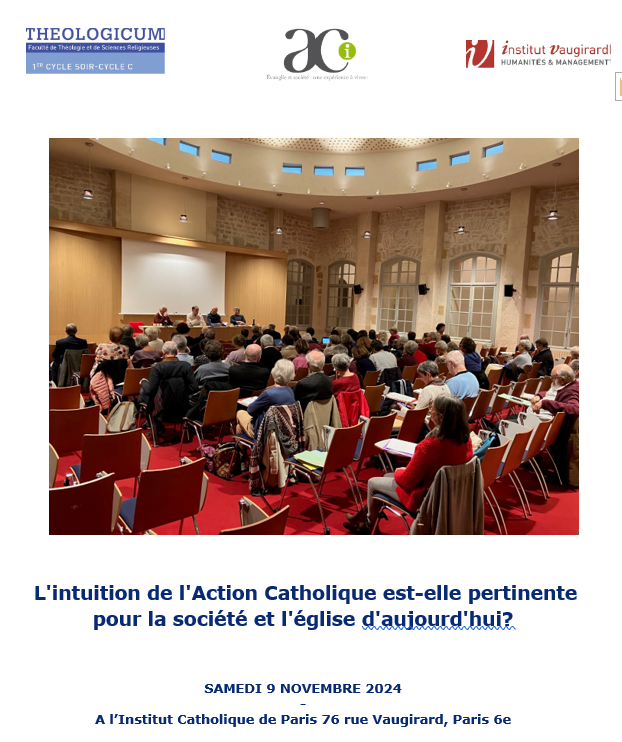 THEOLOGICUM
Faculté de Théologie et de Sciences Religieuses
1ER CYCLE SOIR-CYCLE C
aci
Évangile et société : une expérience à vivre
institut vaugirard
HUMANITÉS & MANAGEMENT
L'intuition de l'Action Catholique est-elle pertinente
pour la société et l'église d'aujourd'hui?
SAMEDI 9 NOVEMBRE 2024
-
A l’Institut Catholique de Paris 76 rue Vaugirard, Paris 6e